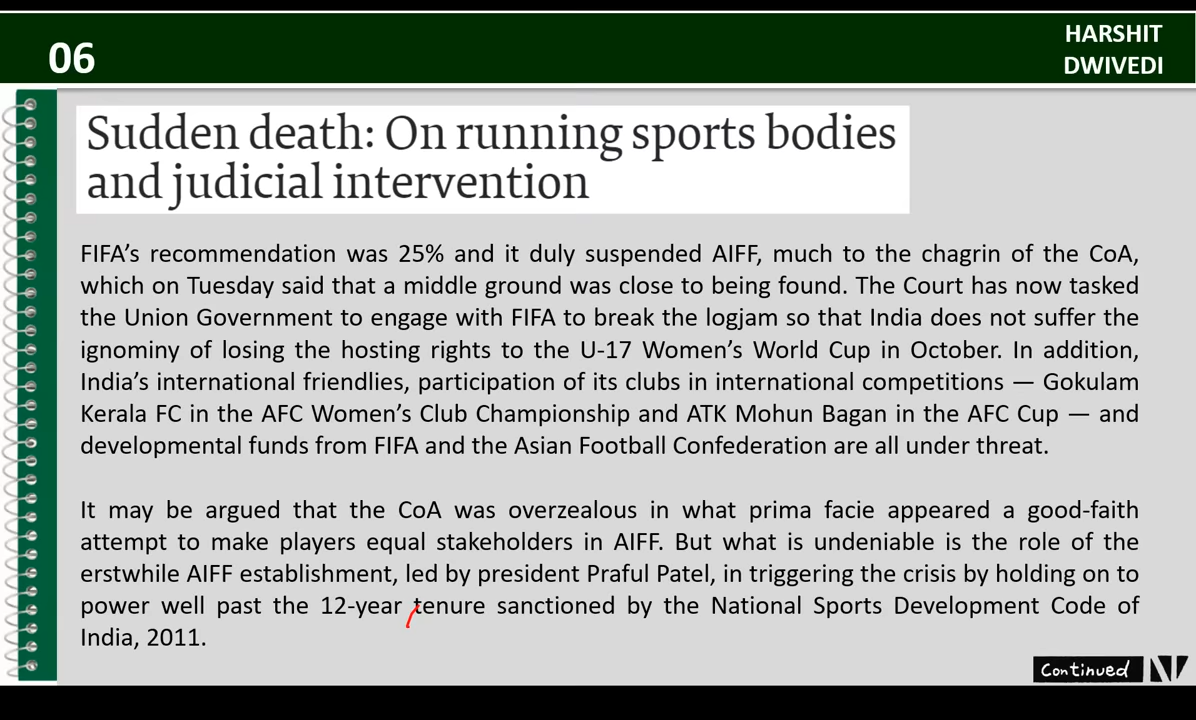 06
HARSHIT
DWIVEDI
Sudden death: On running sports bodies
and judicial intervention
FIFA’s recommendation was 25% and it duly suspended AIFF, much to the chagrin of the CoA,
which on Tuesday said that a middle ground was close to being found. The Court has now tasked
the Union Government to engage with FIFA to break the logjam so that India does not suffer the
ignominy of losing the hosting rights to the U-17 Women’s World Cup in October. In addition,
India’s international friendlies, participation of its clubs in international competitions — Gokulam
Kerala FC in the AFC Women’s Club Championship and ATK Mohun Bagan in the AFC Cup — and
developmental funds from FIFA and the Asian Football Confederation are all under threat.
It may be argued that the CoA was overzealous in what prima facie appeared a good-faith
attempt to make players equal stakeholders in AIFF. But what is undeniable is the role of the
erstwhile AIFF establishment, led by president Praful Patel, in triggering the crisis by holding on to
power well past the 12-year tenure sanctioned by the National Sports Development Code of
India, 2011.
Continued